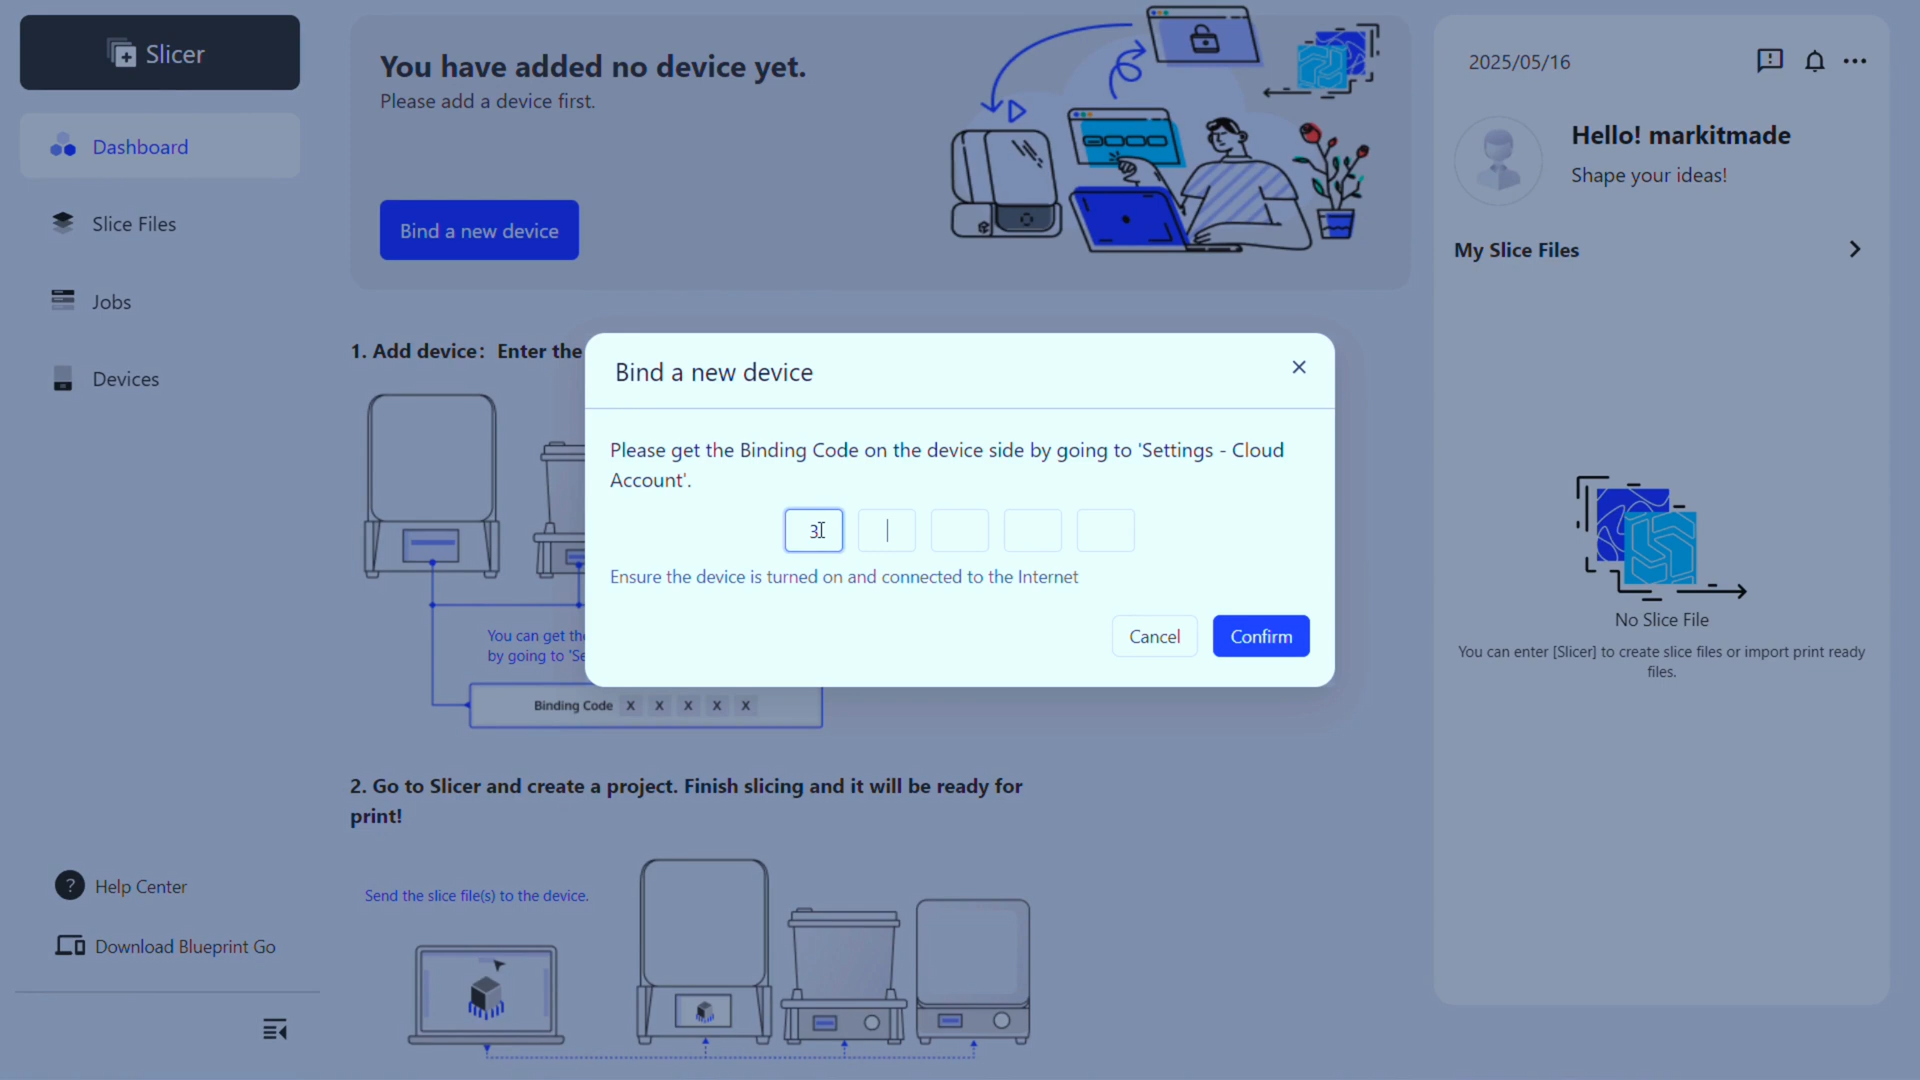 Slicer
Dashboard
Slice Files
Jobs
Devices
Help Center
Download Blueprint Go
You have added no device yet.
Please add a device first.
Bind a new device
1. Add device：Enter the
You can get the
by going to 'Se
Binding Code X X X X X
Bind a new device
Please get the Binding Code on the device side by going to 'Settings - Cloud
Account'.
3
Ensure the device is turned on and connected to the Internet
Cancel
Confirm
2. Go to Slicer and create a project. Finish slicing and it will be ready for
print!
Send the slice file(s) to the device.
2025/05/16
Hello! markitmade
Shape your ideas!
My Slice Files
No Slice File
You can enter [Slicer] to create slice files or import print ready
files.